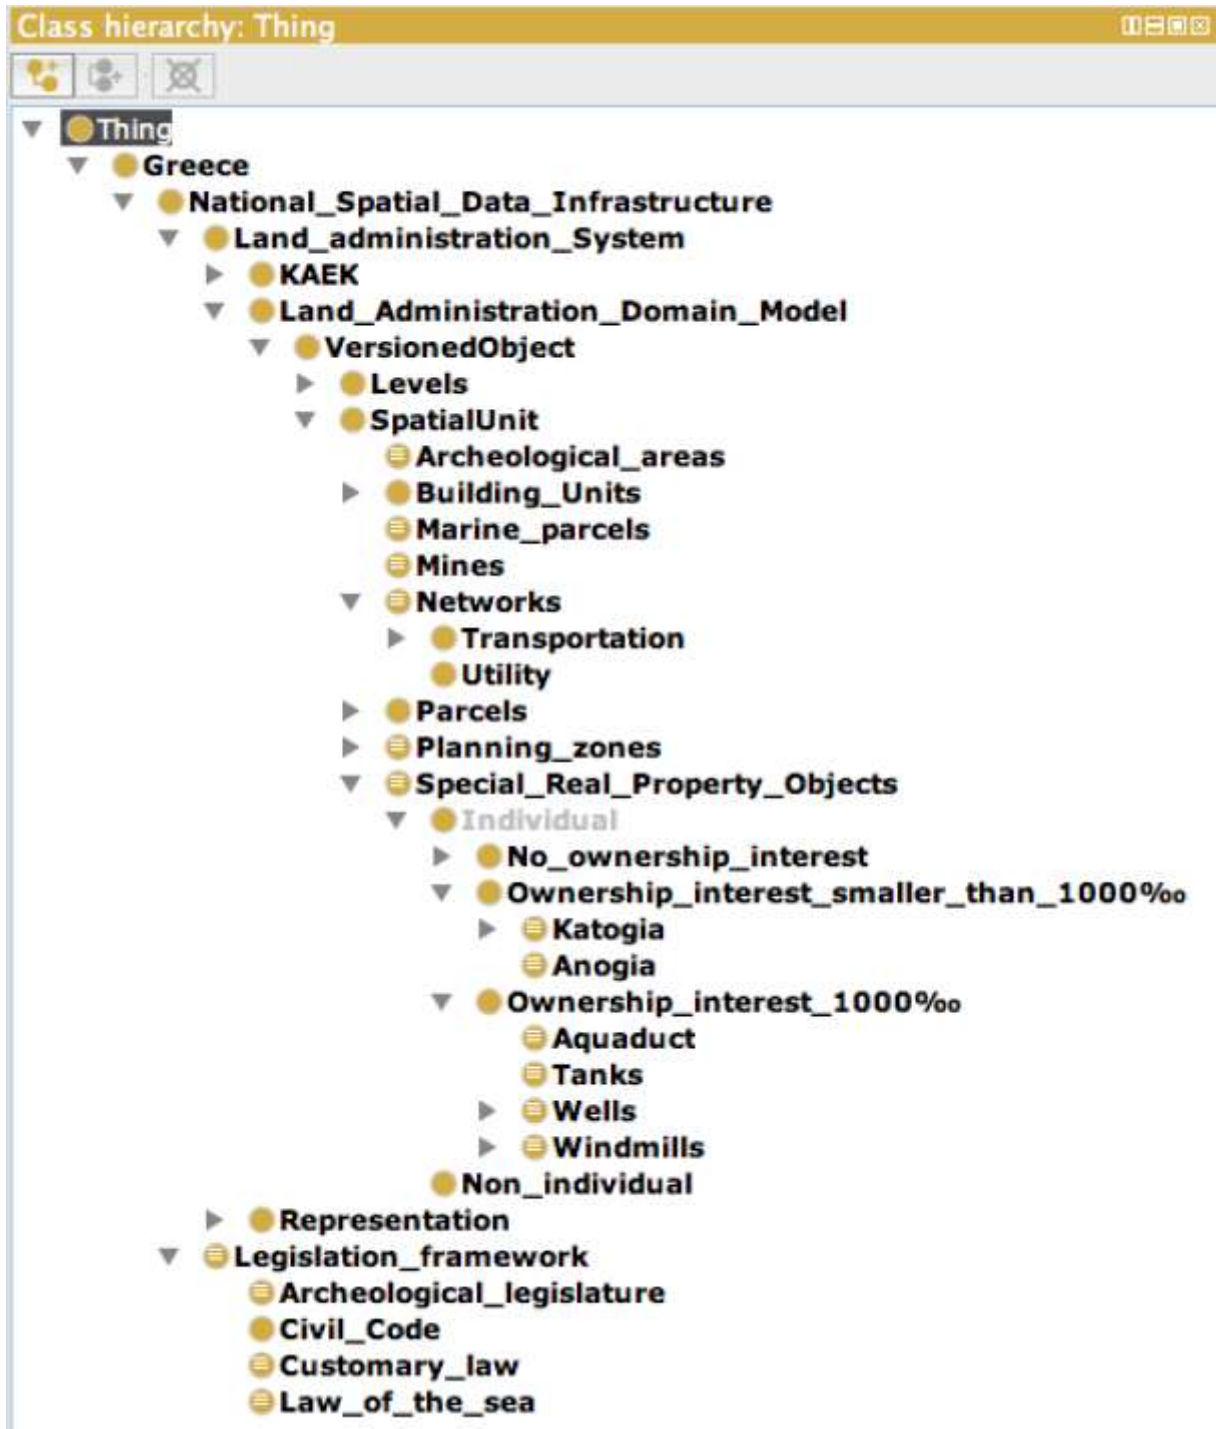 Class hierarchy: Thing
Thing
Greece
National_Spatial_Data_Infrastructure
Land_administration_System
KAEK
Land_Administration_Domain_Model
VersionedObject
Levels
SpatialUnit
Archeological_areas
Building_Units
Marine_parcels
Mines
Networks
Transportation
Utility
Parcels
Planning_zones
Special_Real_Property_Objects
Individual
No_ownership_interest
Ownership_interest_smaller_than_1000‰
Katogia
Anogia
Ownership_interest_1000‰
Aquaduct
Tanks
Wells
Windmills
Non_individual
Representation
Legislation_framework
Archeological_legislature
Civil_Code
Customary_law
Law_of_the_sea